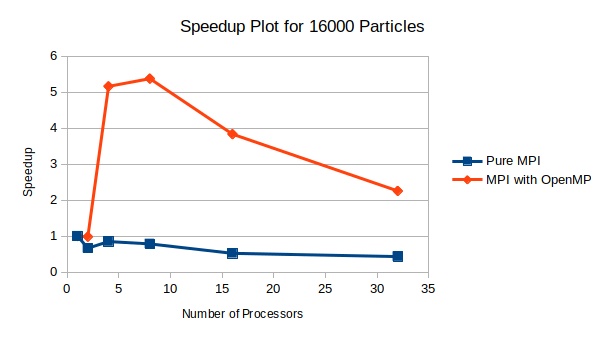 Speedup Plot for 16000 Particles
6
5
4
3
2
1
0
Speedup
0 5 10 15 20 25 30 35
Number of Processors
Pure MPI
MPI with OpenMP